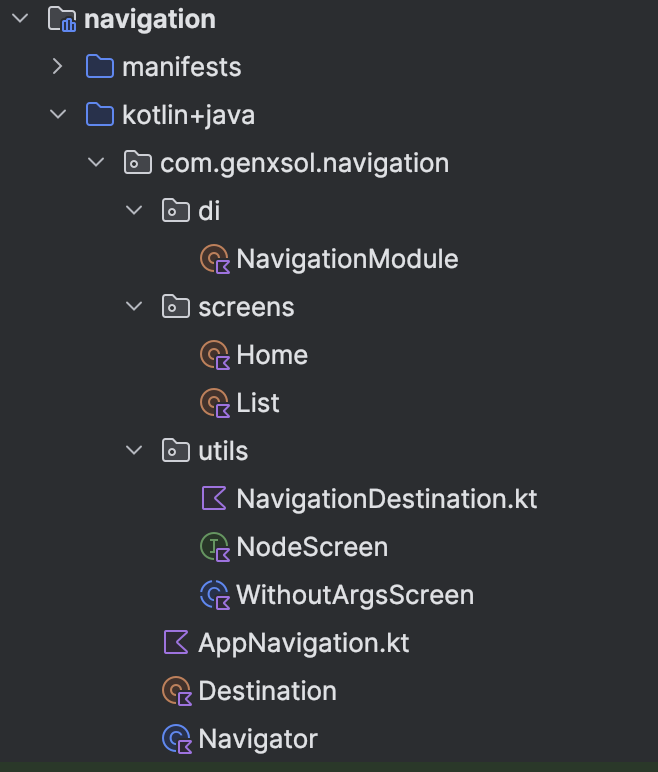 navigation
manifests
kotlin+java
com.genxsol.navigation
di
NavigationModule
screens
Home
List
utils
NavigationDestination.kt
NodeScreen
WithoutArgsScreen
AppNavigation.kt
Destination
Navigator